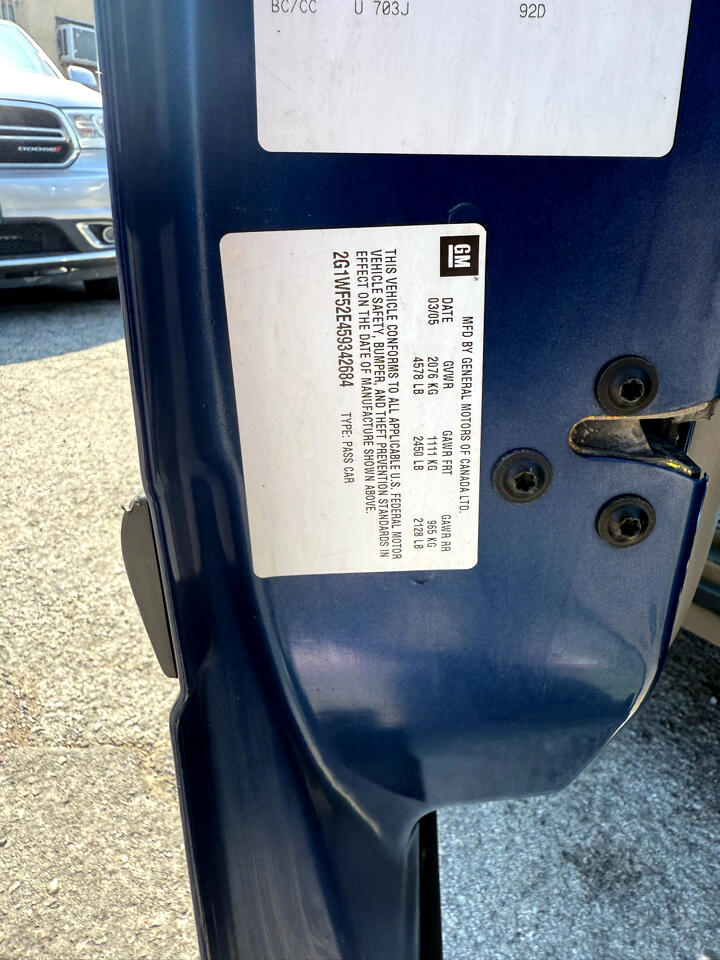 BC/CC U 703J 92D
GM
MFD BY GENERAL MOTORS OF CANADA LTD.
DATE GVWR GAWR FRT GAWR RR
03/05 2076 KG 1111 KG 965 KG
4578 LB 2450 LB 2128 LB
THIS VEHICLE CONFORMS TO ALL APPLICABLE U.S. FEDERAL MOTOR
VEHICLE SAFETY, BUMPER, AND THEFT PREVENTION STANDARDS IN
EFFECT ON THE DATE OF MANUFACTURE SHOWN ABOVE.
2G1WF52E459342684 TYPE: PASS CAR
DODGE